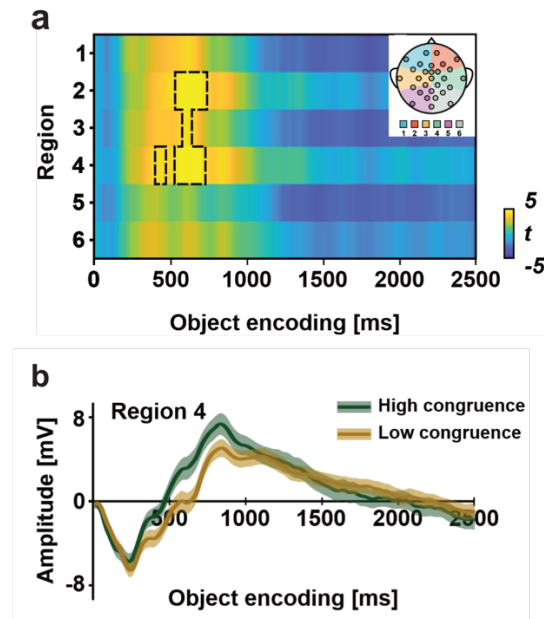 a
Region
1
2
3
4
5
6
1 2 3 4 5 6
5
t
-5
0 500 1000 1500 2000 2500
Object encoding [ms]
b
Region 4
High congruence
Low congruence
Amplitude [mV]
8
0
-8
500 1000 1500 2000 2500
Object encoding [ms]